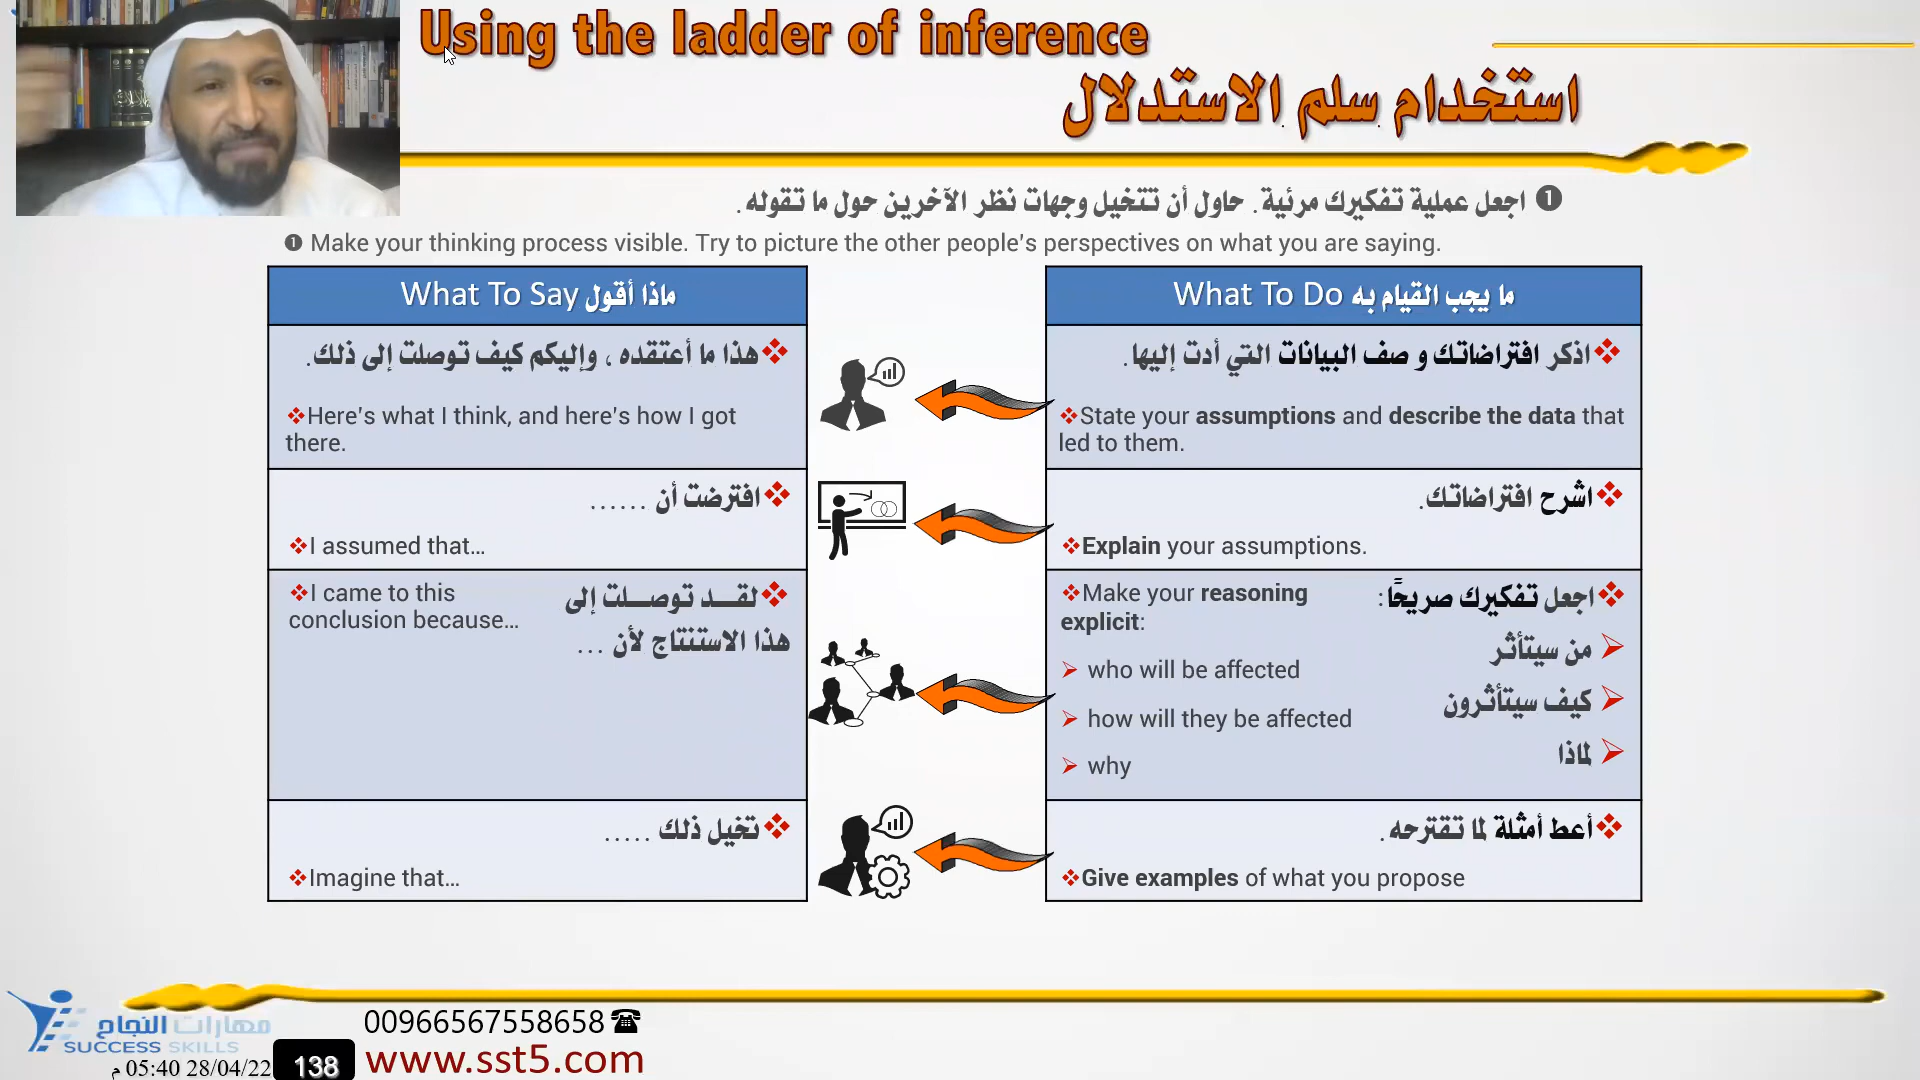 Using the ladder of inference
استخدام سلم الاستدلال
❶ اجعل عملية تفكيرك مرئية. حاول أن تتخيل وجهات نظر الآخرين حول ما تقوله.
❶ Make your thinking process visible. Try to picture the other people's perspectives on what you are saying.
What To Say ماذا أقول
What To Do ما يجب القيام به
هذا ما أعتقده ، وإليكم كيف توصلت إلى ذلك.
Here's what I think, and here's how I got
there.
اذكر افتراضاتك و صف البيانات التي أدت إليها.
State your assumptions and describe the data that
led to them.
افترضت أن ......
I assumed that...
اشرح افتراضاتك.
Explain your assumptions.
I came to this
conclusion because...
لقد توصلت إلى
هذا الاستنتاج لأن ...
Make your reasoning
explicit:
who will be affected
how will they be affected
why
اجعل تفكيرك صريحًا:
من سيتأثر
كيف سيتأثرون
لماذا
تخيل ذلك .....
Imagine that...
أعط أمثلة لما تقترحه.
Give examples of what you propose
مهارات النجاح
SUCCESS SKILLS
28/04/22 05:40 م
138
00966567558658
www.sst5.com